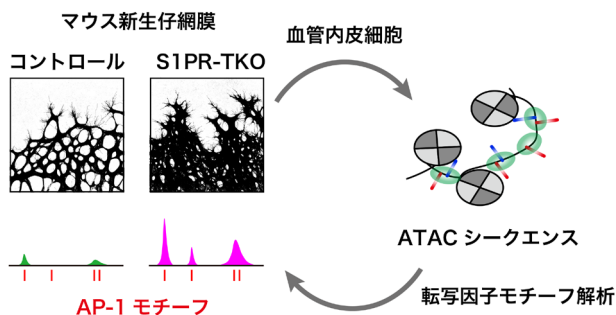 マウス新生仔網膜
コントロール
S1PR-TKO
血管内皮細胞
ATAC シークエンス
転写因子モチーフ解析
AP-1 モチーフ